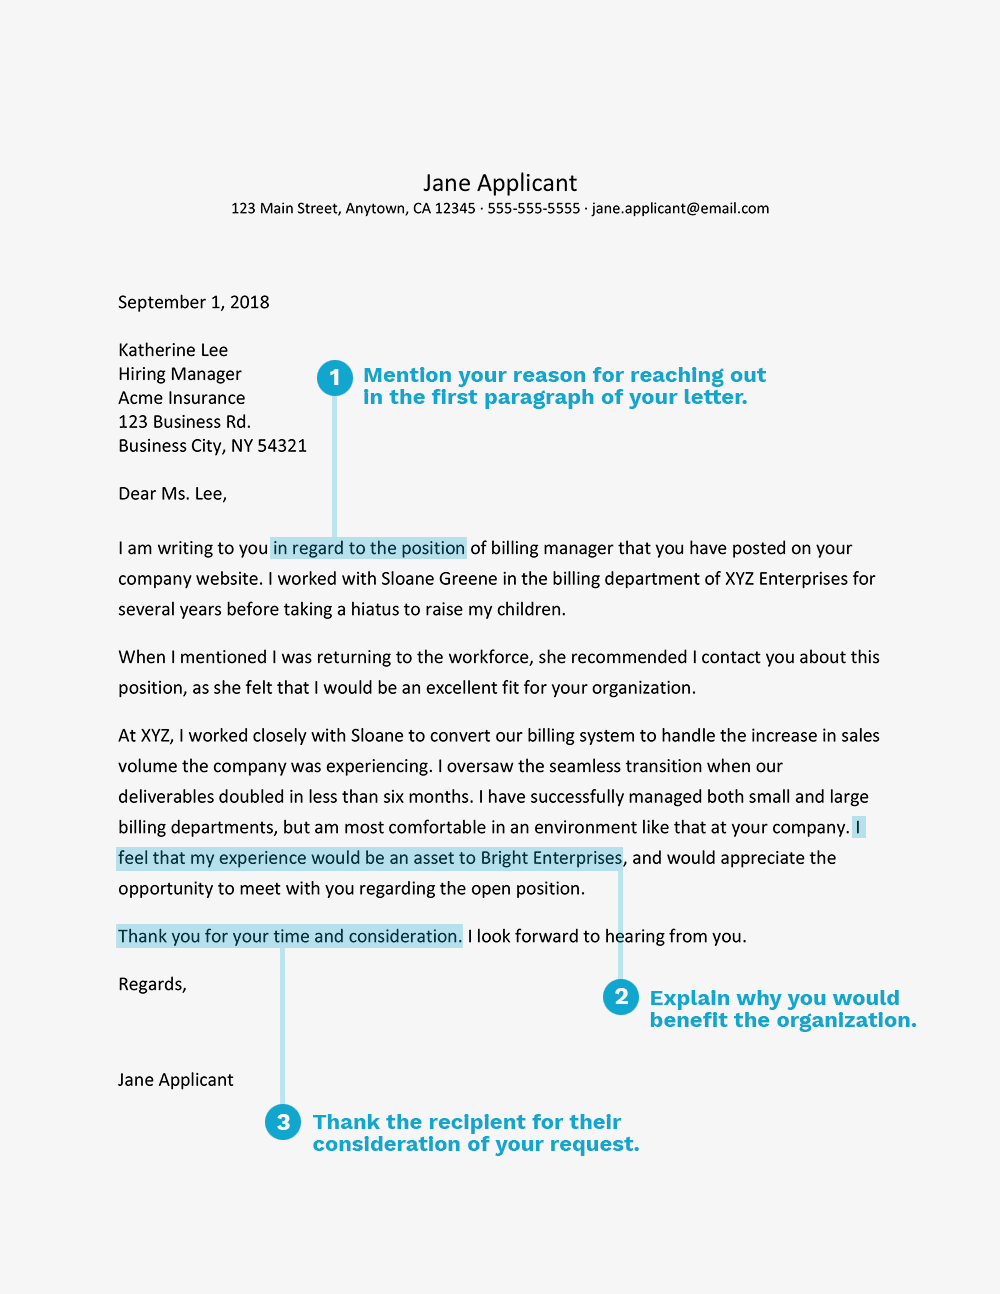 Jane Applicant
123 Main Street, Anytown, CA 12345 · 555-555-5555 · jane.applicant@email.com
September 1, 2018
Katherine Lee
Hiring Manager
Acme Insurance
123 Business Rd.
Business City, NY 54321
1 Mention your reason for reaching out
in the first paragraph of your letter.
Dear Ms. Lee,
I am writing to you in regard to the position of billing manager that you have posted on your
company website. I worked with Sloane Greene in the billing department of XYZ Enterprises for
several years before taking a hiatus to raise my children.
When I mentioned I was returning to the workforce, she recommended I contact you about this
position, as she felt that I would be an excellent fit for your organization.
At XYZ, I worked closely with Sloane to convert our billing system to handle the increase in sales
volume the company was experiencing. I oversaw the seamless transition when our
deliverables doubled in less than six months. I have successfully managed both small and large
billing departments, but am most comfortable in an environment like that at your company. I
feel that my experience would be an asset to Bright Enterprises, and would appreciate the
opportunity to meet with you regarding the open position.
Thank you for your time and consideration. I look forward to hearing from you.
Regards,
2 Explain why you would
benefit the organization.
Jane Applicant
3 Thank the recipient for their
consideration of your request.